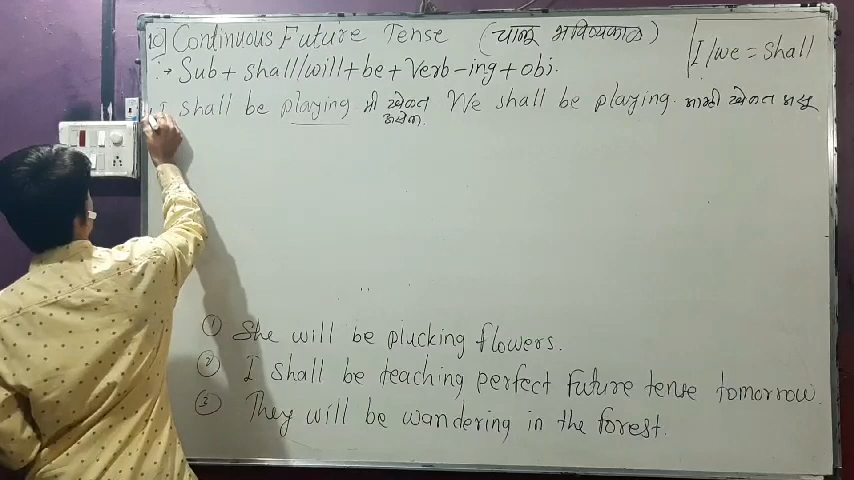 10) Continuous Future Tense (चालू भविष्यकाळ)
I/we = shall
:→ Sub + shall/will + be + Verb-ing + obj.
I shall be playing मी खेळत असेन. We shall be playing. आम्ही खेळत असू
① She will be plucking flowers.
② I shall be teaching perfect future tense tomorrow.
③ They will be wandering in the forest.